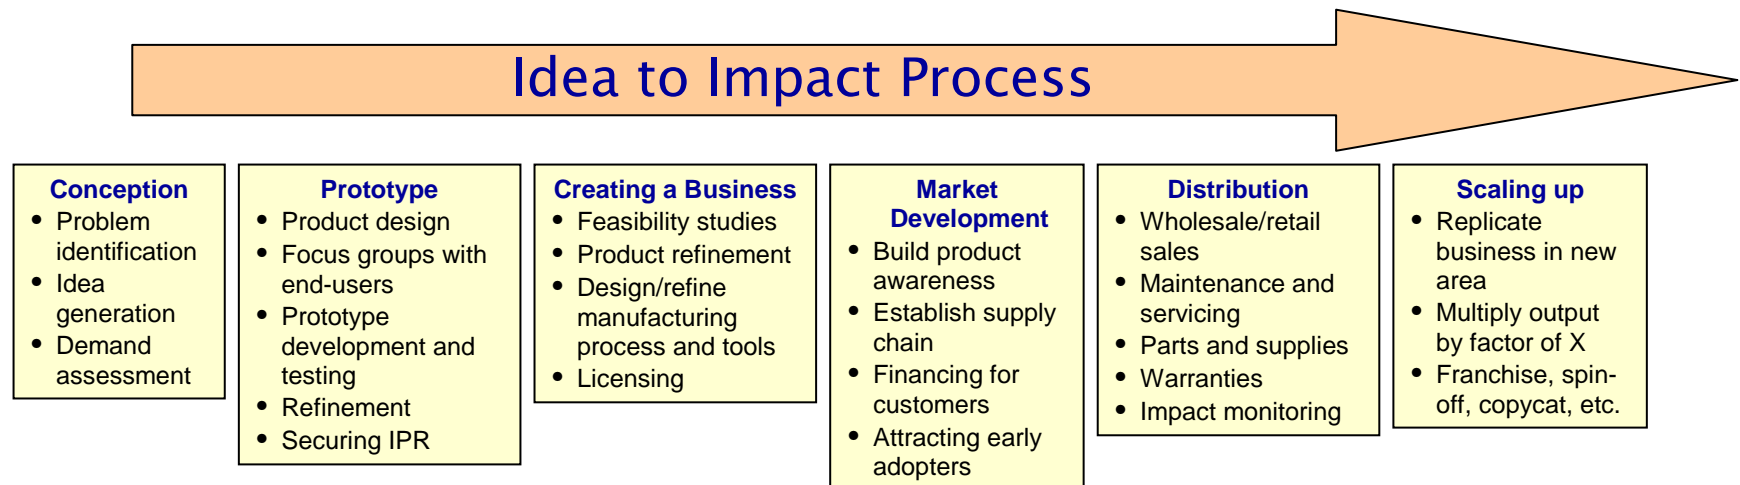 Idea to Impact Process
Conception
• Problem
identification
• Idea
generation
• Demand
assessment
Prototype
• Product design
• Focus groups with
end-users
• Prototype
development and
testing
• Refinement
• Securing IPR
Creating a Business
• Feasibility studies
• Product refinement
• Design/refine
manufacturing
process and tools
• Licensing
Market
Development
• Build product
awareness
• Establish supply
chain
• Financing for
customers
• Attracting early
adopters
Distribution
• Wholesale/retail
sales
• Maintenance and
servicing
• Parts and supplies
• Warranties
• Impact monitoring
Scaling up
• Replicate
business in new
area
• Multiply output
by factor of X
• Franchise, spin-
off, copycat, etc.